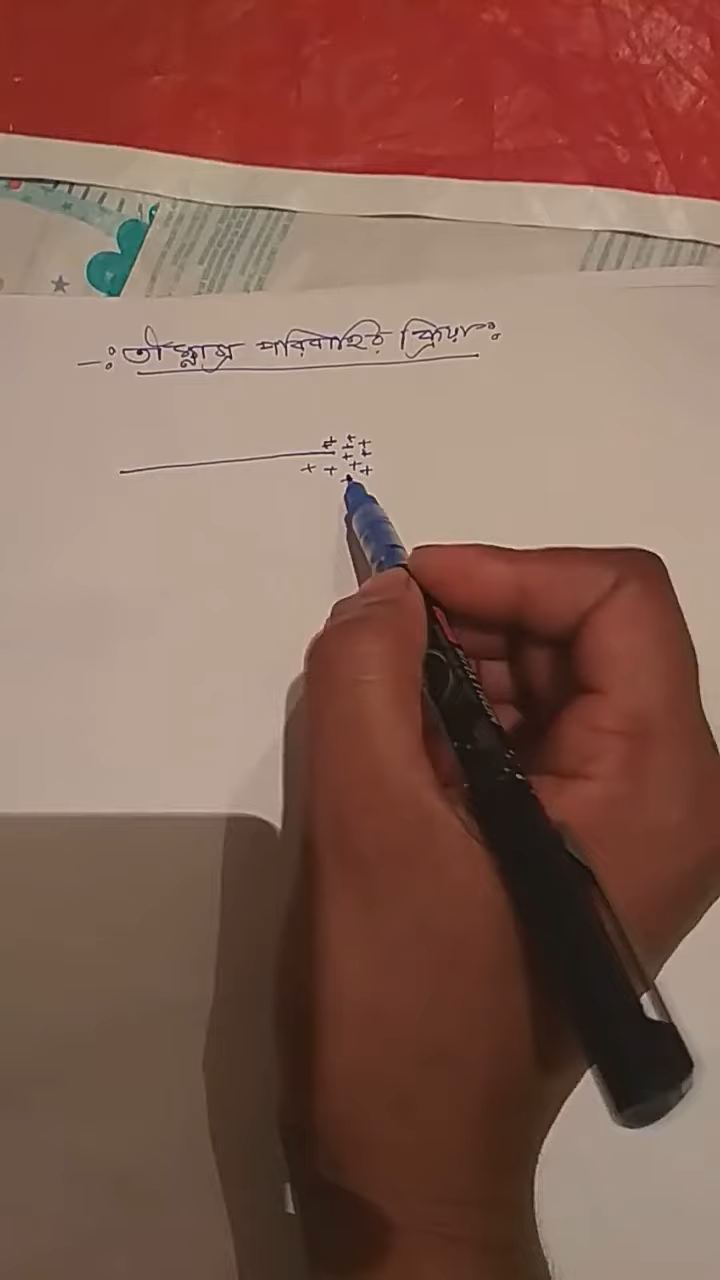 -: তীক্ষ্ণাগ্র পরিবাহির ক্রিয়া :
+ + +
+ +
+ + + + +
+